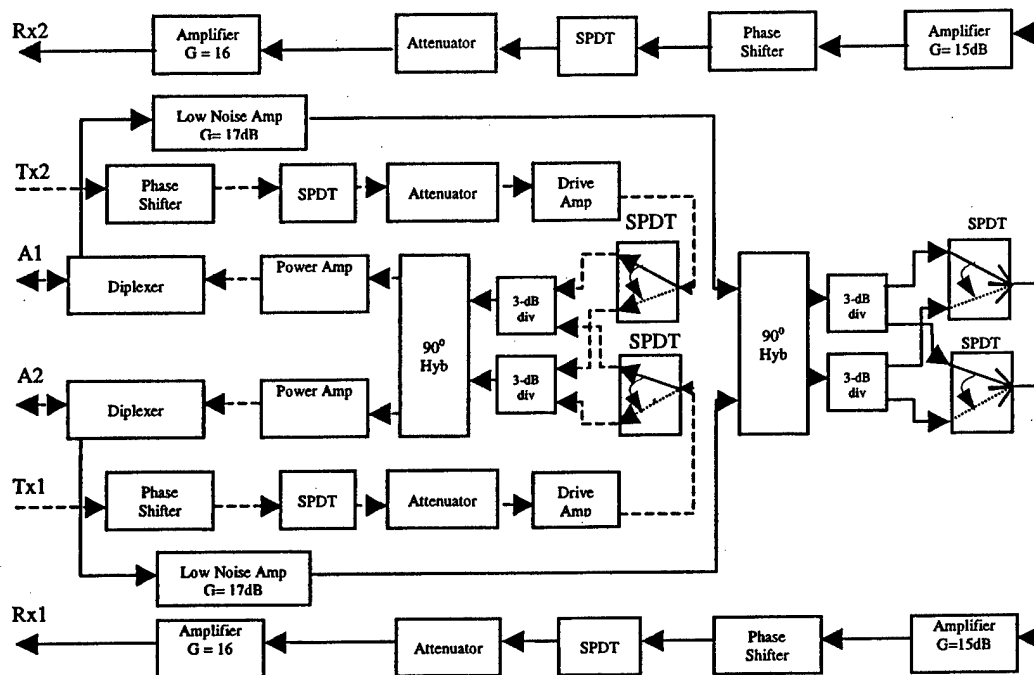 Rx2
Amplifier
G = 16
Attenuator
SPDT
Phase
Shifter
Amplifier
G= 15dB
Low Noise Amp
G= 17dB
Tx2
Phase
Shifter
SPDT
Attenuator
Drive
Amp
SPDT
SPDT
A1
Diplexer
Power Amp
90⁰
Hyb
3-dB
div
90⁰
Hyb
3-dB
div
SPDT
SPDT
A2
Diplexer
Power Amp
3-dB
div
3-dB
div
Tx1
Phase
Shifter
SPDT
Attenuator
Drive
Amp
Low Noise Amp
G= 17dB
Rx1
Amplifier
G = 16
Attenuator
SPDT
Phase
Shifter
Amplifier
G=15dB